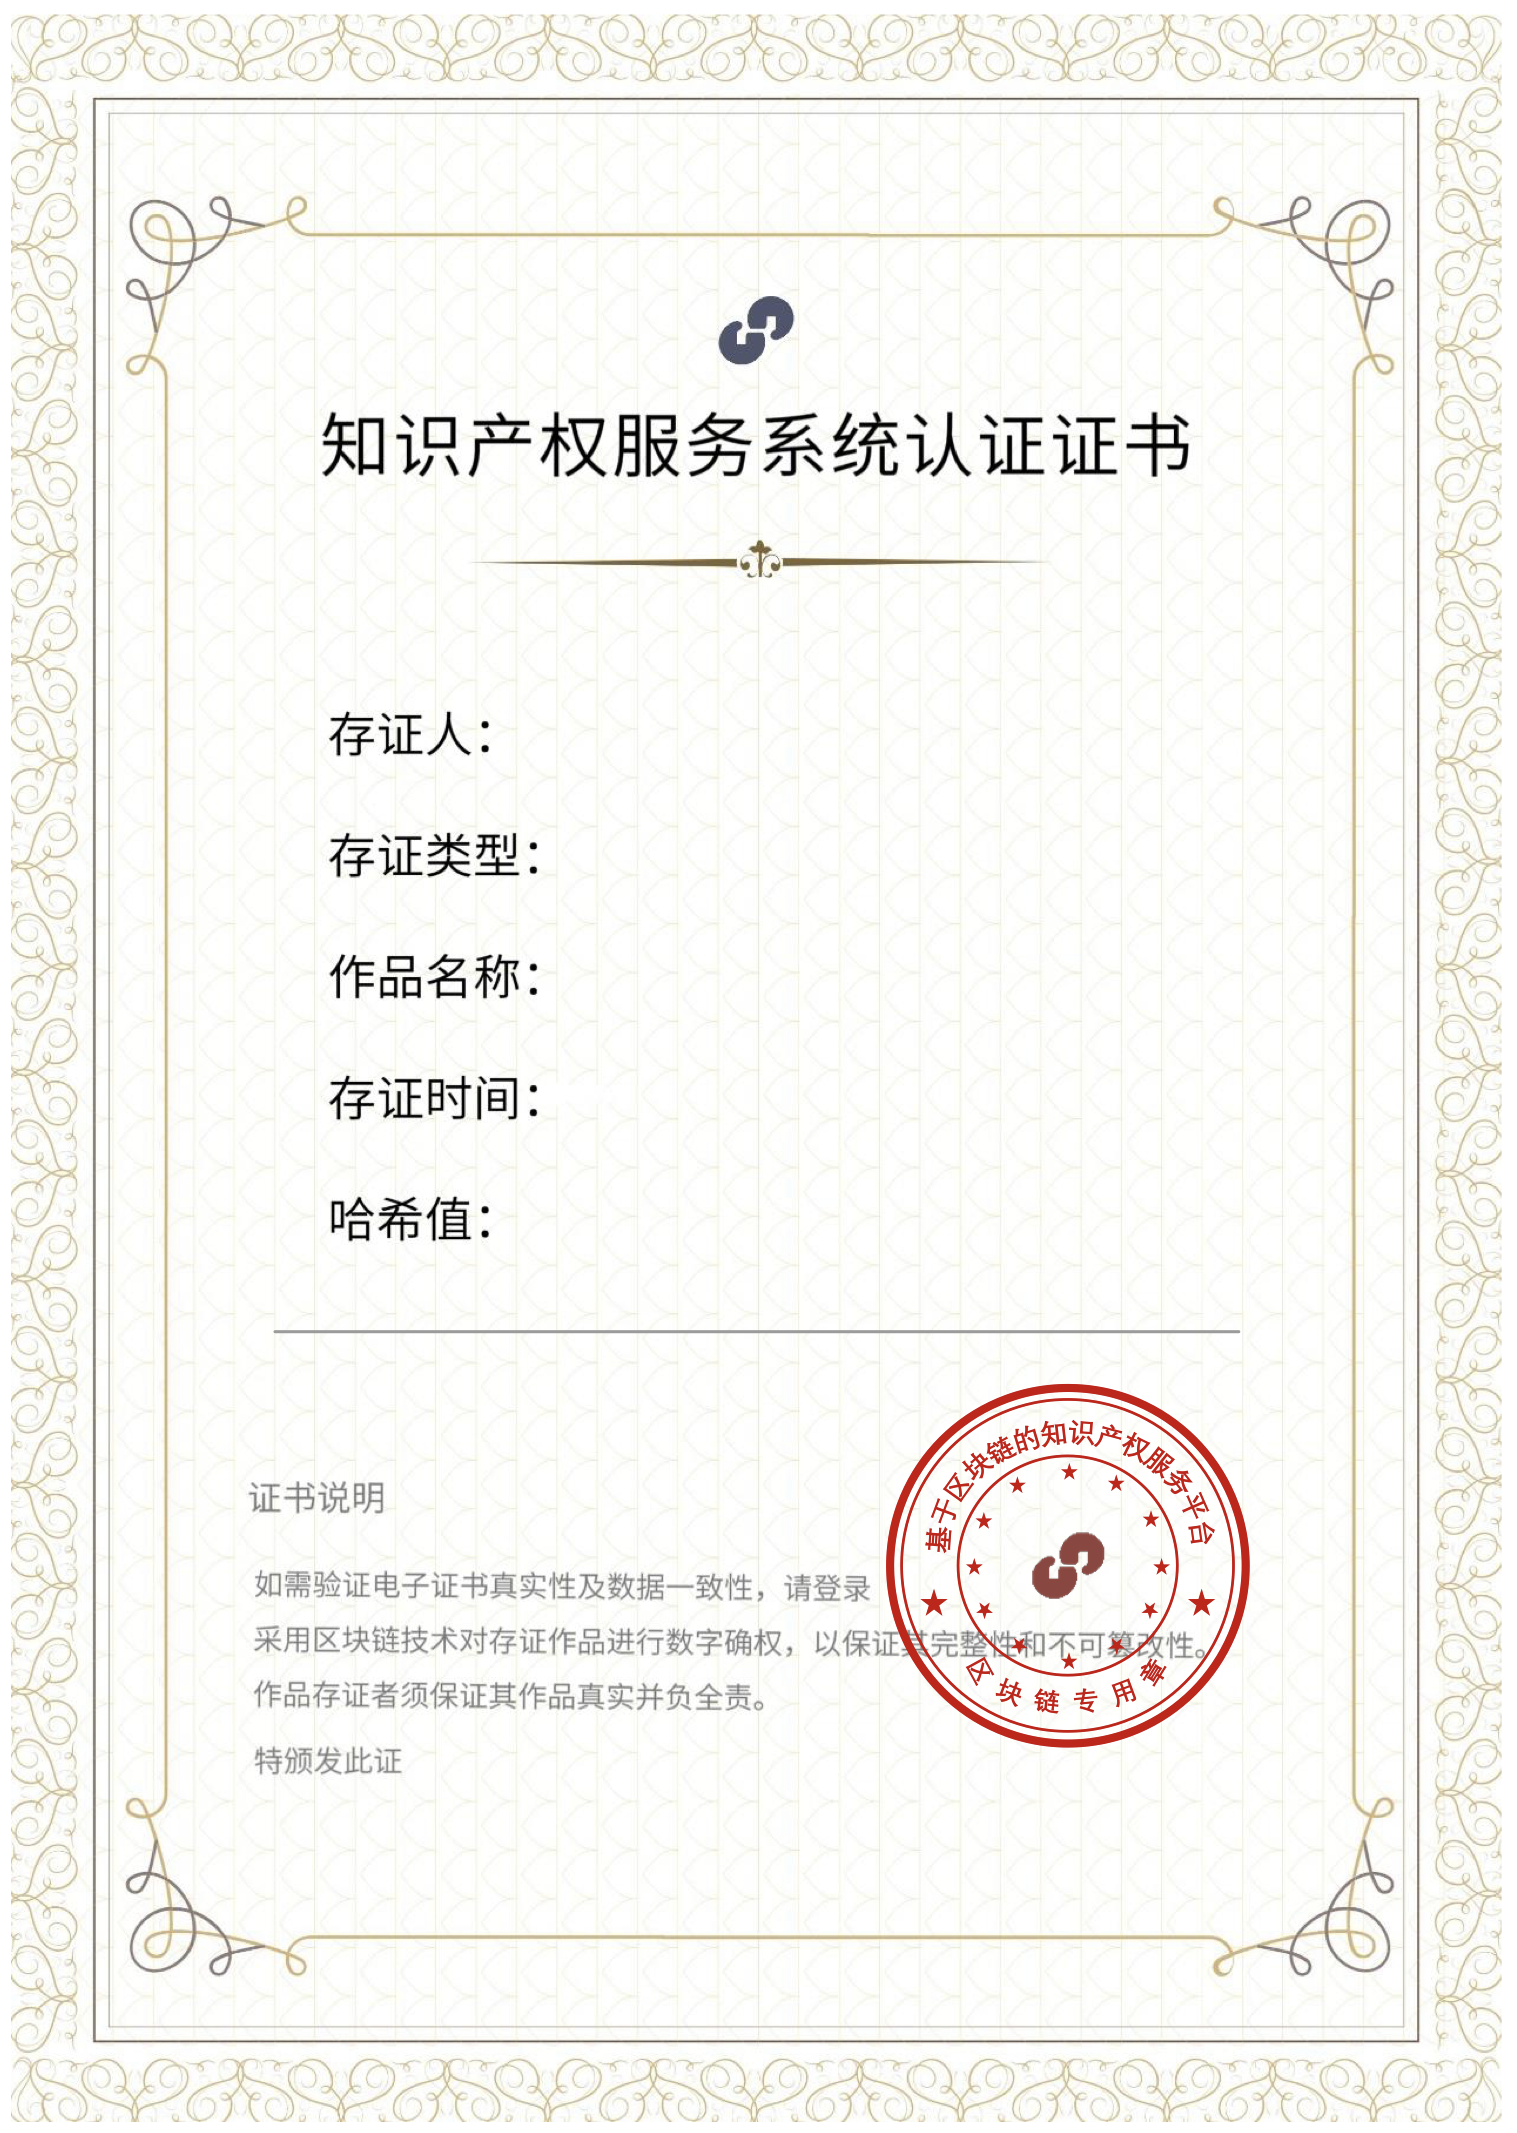 知识产权服务系统认证证书
存证人：
存证类型：
作品名称：
存证时间：
哈希值：
证书说明
如需验证电子证书真实性及数据一致性，请登录
采用区块链技术对存证作品进行数字确权，以保证其完整性和不可篡改性。
作品存证者须保证其作品真实并负全责。
特颁发此证
基于区块链的知识产权服务平台
区块链专用章